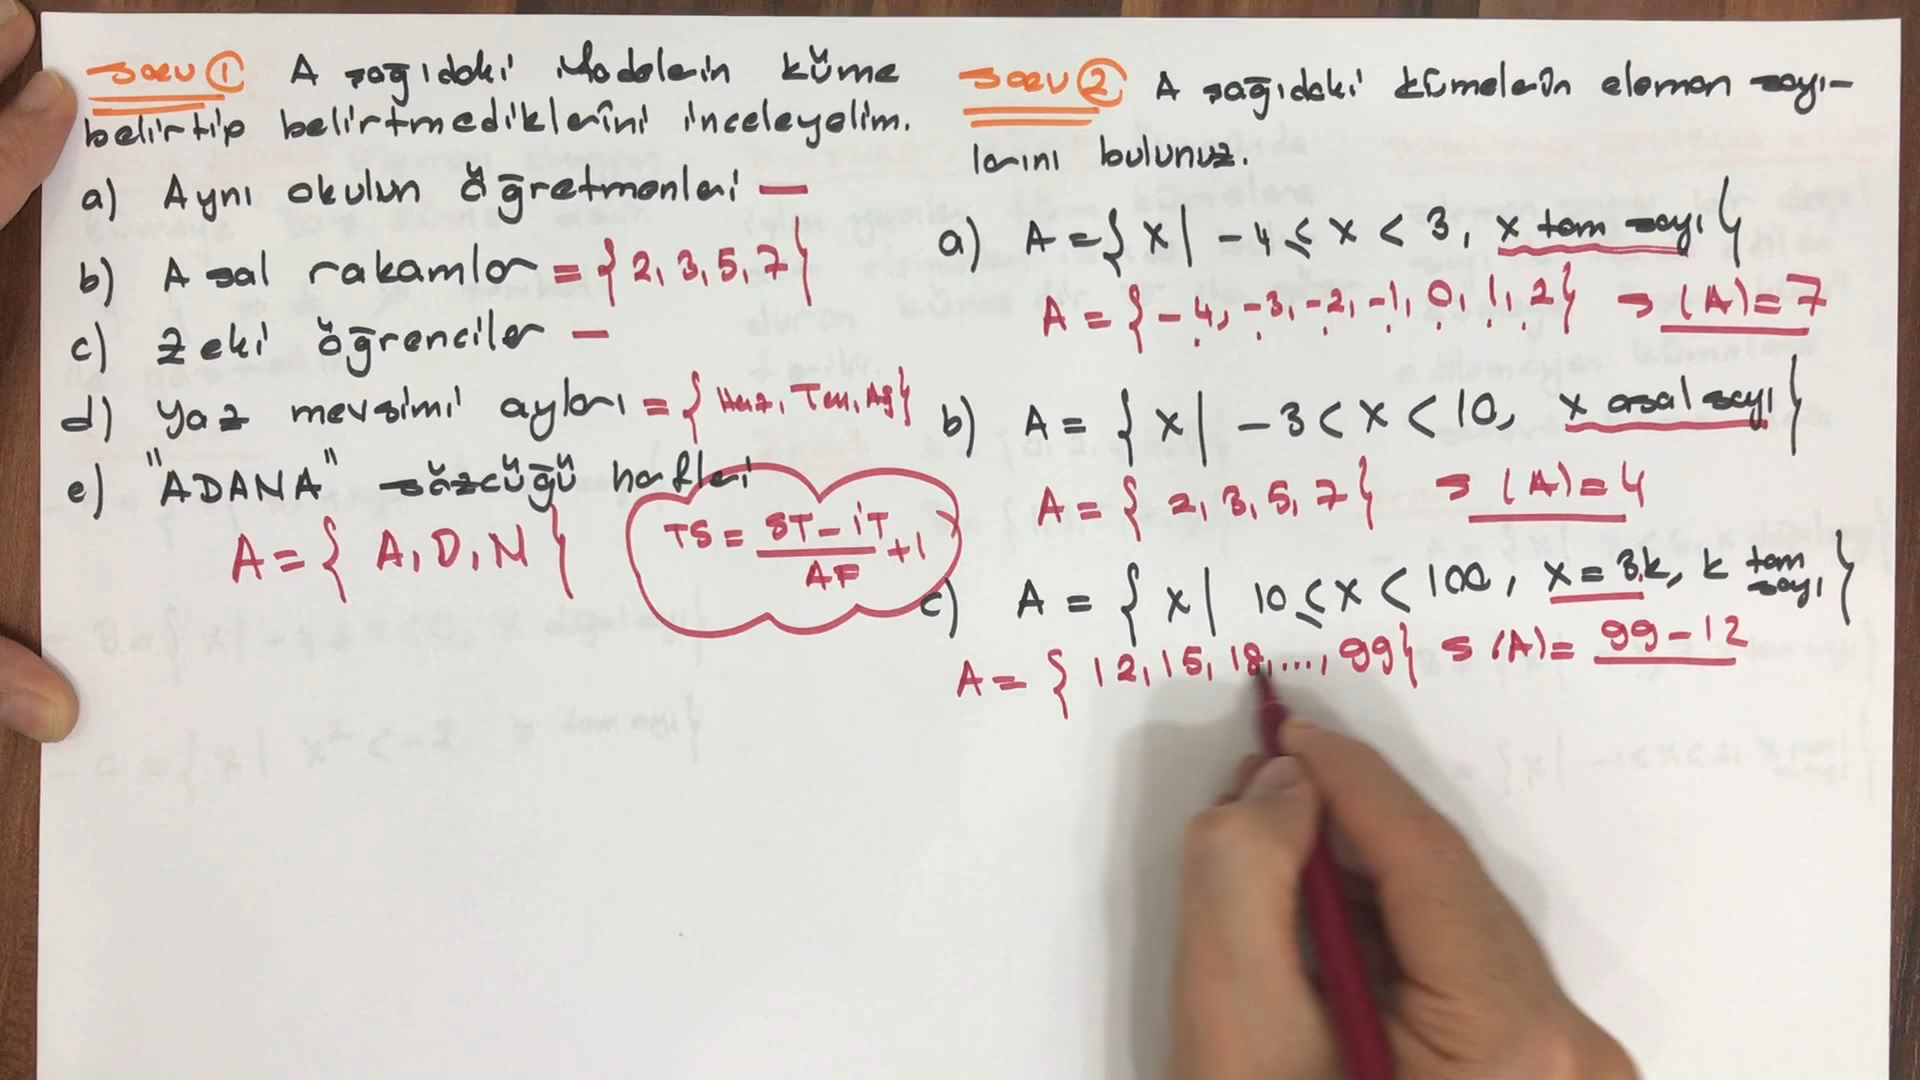 Soru 1 Aşağıdaki ifadelerin küme
belirtip belirtmediklerini inceleyelim.
a) Aynı okulun öğretmenleri —
b) Asal rakamlar = { 2, 3, 5, 7 }
c) Zeki öğrenciler —
d) Yaz mevsimi ayları = { Haz, Tem, Ağ }
e) "ADANA" sözcüğü harfleri
A = { A, D, N }
TS = ST - İT / AF + 1
Soru 2 Aşağıdaki kümelerin eleman sayı-
larını bulunuz.
a) A = { x | -4 ≤ x < 3, x tam sayı }
A = { -4, -3, -2, -1, 0, 1, 2 } s(A) = 7
b) A = { x | -3 < x < 10, x asal sayı }
A = { 2, 3, 5, 7 } s(A) = 4
c) A = { x | 10 ≤ x < 100, x = 3k, k tam sayı }
A = { 12, 15, 18, ..., 99 } s(A) = 99 - 12